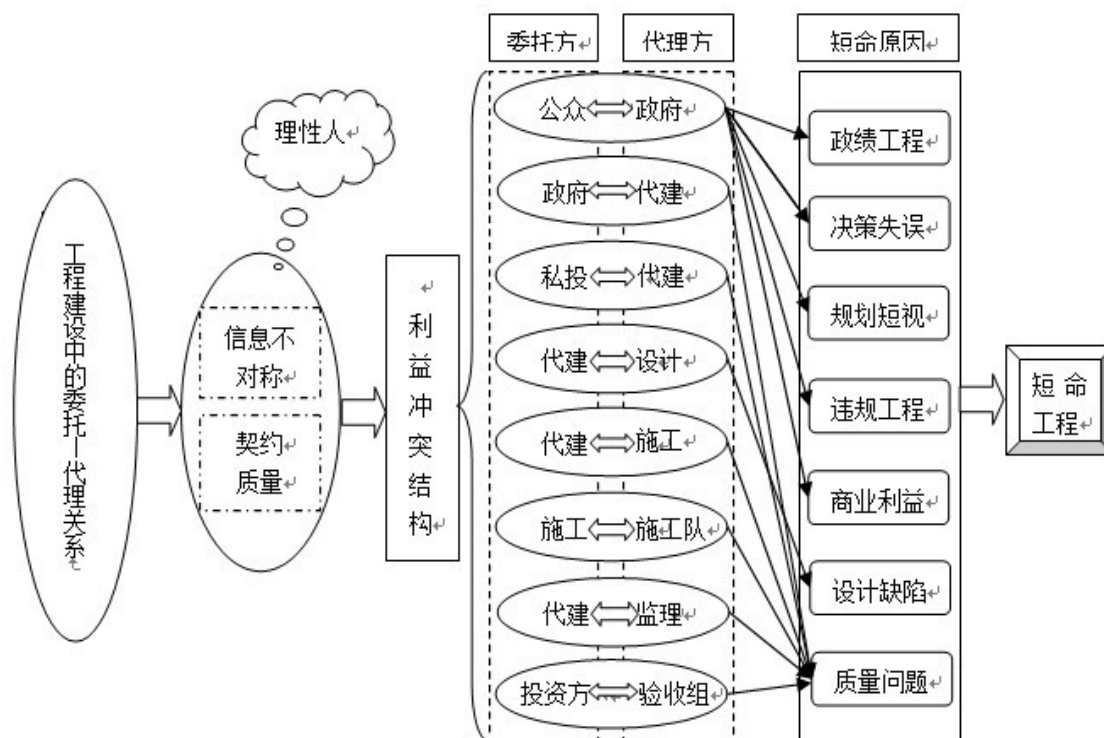 委托方
代理方
短命原因
理性人
工程建设中的委托—代理关系
信息不
对称
契约
质量
利益冲突结构
公众 政府
政府 代建
私投 代建
代建 设计
代建 施工
施工 施工队
代建 监理
投资方 验收组
政绩工程
决策失误
规划短视
违规工程
商业利益
设计缺陷
质量问题
短命
工程